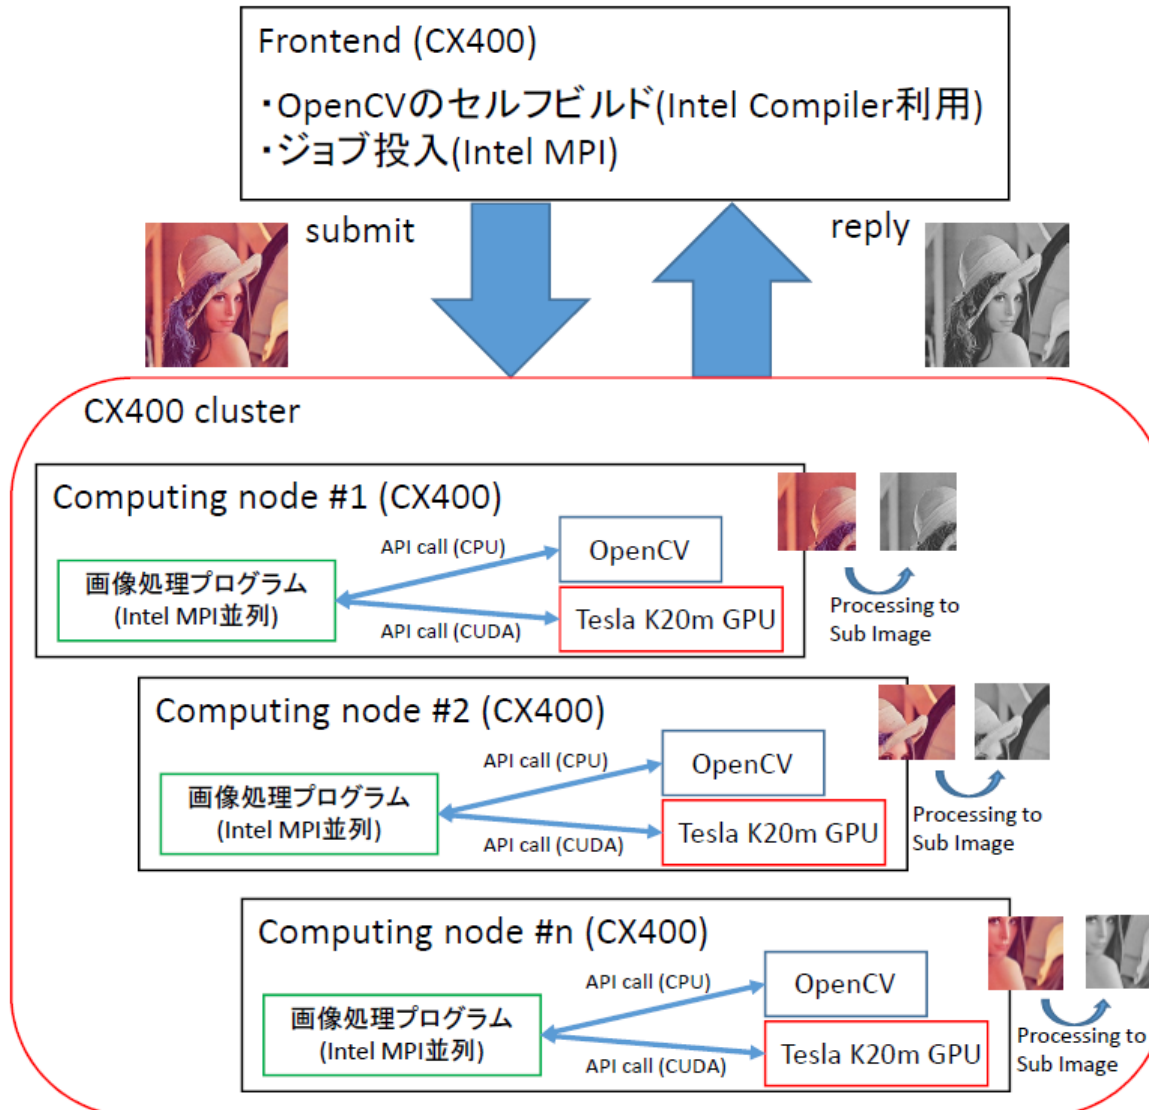 Frontend (CX400)
・OpenCVのセルフビルド(Intel Compiler利用)
・ジョブ投入(Intel MPI)
submit
reply
CX400 cluster
Computing node #1 (CX400)
API call (CPU)
OpenCV
画像処理プログラム
(Intel MPI並列)
API call (CUDA)
Tesla K20m GPU
Processing to
Sub Image
Computing node #2 (CX400)
API call (CPU)
OpenCV
画像処理プログラム
(Intel MPI並列)
API call (CUDA)
Tesla K20m GPU
Processing to
Sub Image
Computing node #n (CX400)
API call (CPU)
OpenCV
画像処理プログラム
(Intel MPI並列)
API call (CUDA)
Tesla K20m GPU
Processing to
Sub Image